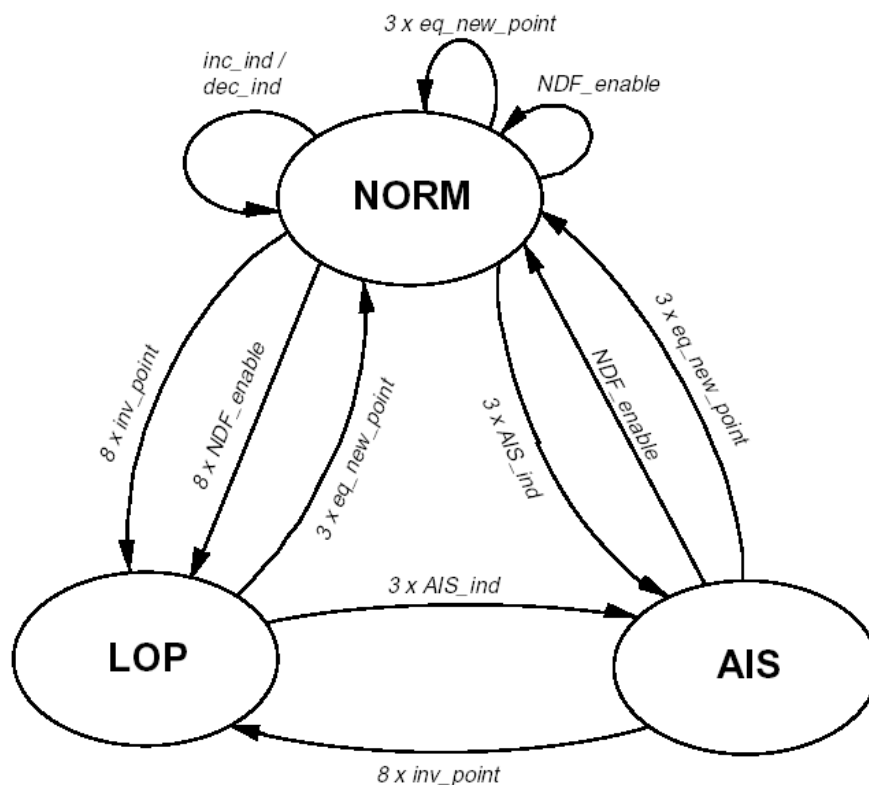 3 x eq_new_point
inc_ind /
dec_ind
NDF_enable
NORM
8 x inv_point
8 x NDF_enable
3 x eq_new_point
3 x AIS_ind
NDF_enable
3 x eq_new_point
3 x AIS_ind
LOP
AIS
8 x inv_point